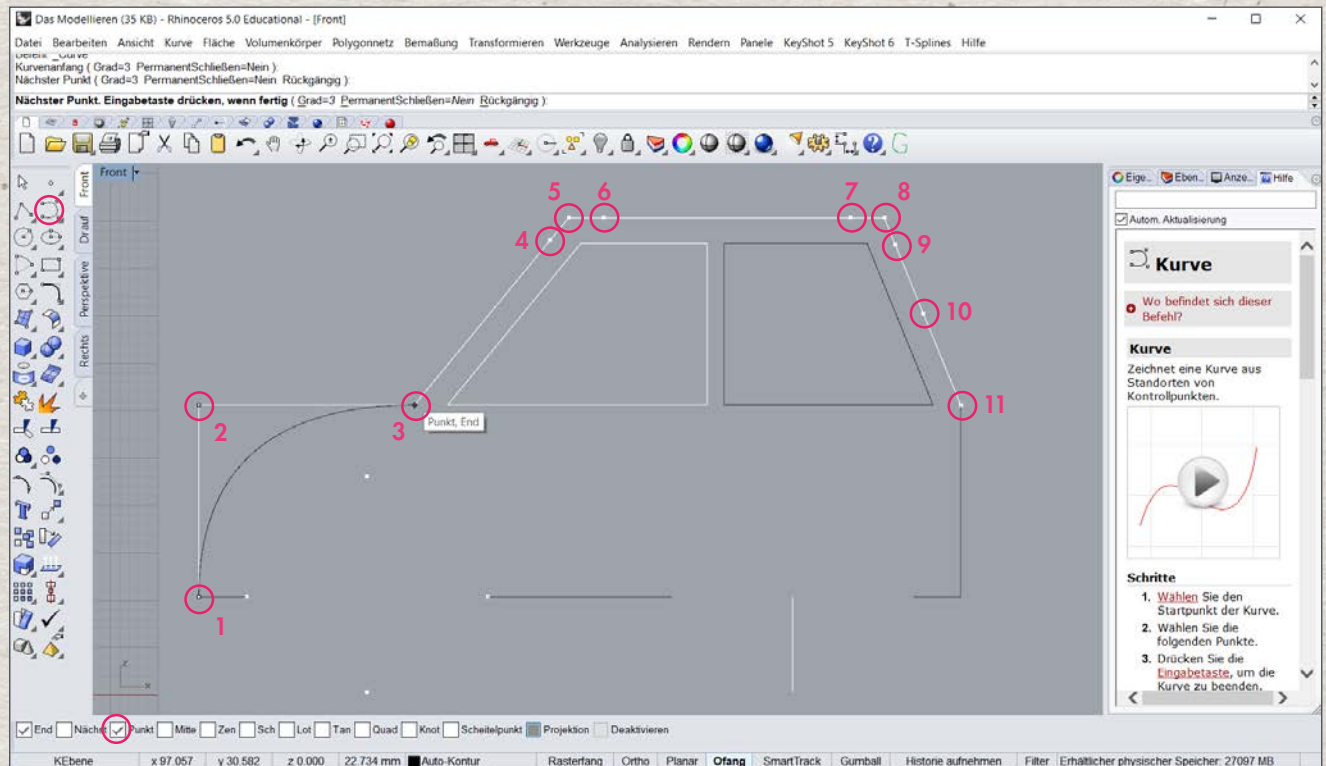 Das Modellieren (35 KB) - Rhinoceros 5.0 Educational - [Front]
Datei Bearbeiten Ansicht Kurve Fläche Volumenkörper Polygonnetz Bemaßung Transformieren Werkzeuge Analysieren Rendern Panele KeyShot 5 KeyShot 6 T-Splines Hilfe
Kurvenanfang ( Grad=3 PermanentSchließen=Nein ):
Nächster Punkt ( Grad=3 PermanentSchließen=Nein Rückgängig ):
Nächster Punkt. Eingabetaste drücken, wenn fertig ( Grad=3 PermanentSchließen=Nein Rückgängig ):
Front
Front
Drauf
Perspektive
Rechts
5
6
7
8
4
9
10
2
3
11
Punkt, End
1
z
x
Eige...
Eben...
Anze...
Hilfe
Autom. Aktualisierung
Kurve
Wo befindet sich dieser
Befehl?
Kurve
Zeichnet eine Kurve aus
Standorten von
Kontrollpunkten.
Schritte
1. Wählen Sie den
Startpunkt der Kurve.
2. Wählen Sie die
folgenden Punkte.
3. Drücken Sie die
Eingabetaste, um die
Kurve zu beenden.
End Nächst Punkt Mitte Zen Sch Lot Tan Quad Knot Scheitelpunkt Projektion Deaktivieren
KEbene x 97.057 y 30.582 z 0.000 22.734 mm Auto-Kontur Rasterfang Ortho Planar Ofang SmartTrack Gumball Historie aufnehmen Filter Erhältlicher physischer Speicher: 27097 MB